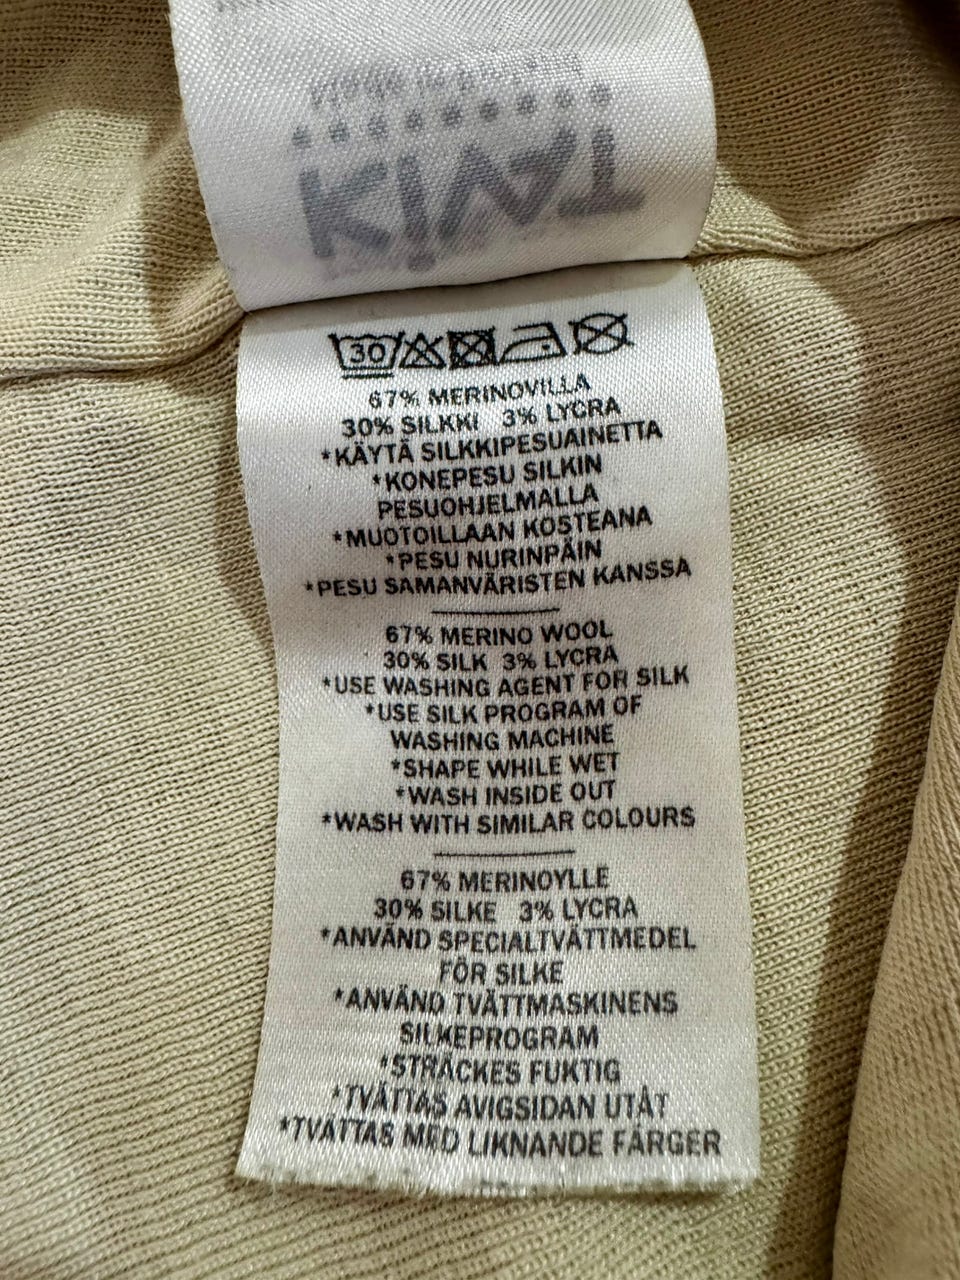 KIVAT
30
67% MERINOVILLA
30% SILKKI 3% LYCRA
*KÄYTÄ SILKKIPESUAINETTA
*KONEPESU SILKIN
PESUOHJELMALLA
*MUOTOILLAAN KOSTEANA
*PESU NURINPÄIN
*PESU SAMANVÄRISTEN KANSSA
67% MERINO WOOL
30% SILK 3% LYCRA
*USE WASHING AGENT FOR SILK
*USE SILK PROGRAM OF
WASHING MACHINE
*SHAPE WHILE WET
*WASH INSIDE OUT
*WASH WITH SIMILAR COLOURS
67% MERINOYLLE
30% SILKE 3% LYCRA
*ANVÄND SPECIALTVÄTTMEDEL
FÖR SILKE
*ANVÄND TVÄTTMASKINENS
SILKEPROGRAM
*STRÄCKES FUKTIG
*TVÄTTAS AVIGSIDAN UTÅT
*TVÄTTAS MED LIKNANDE FÄRGER